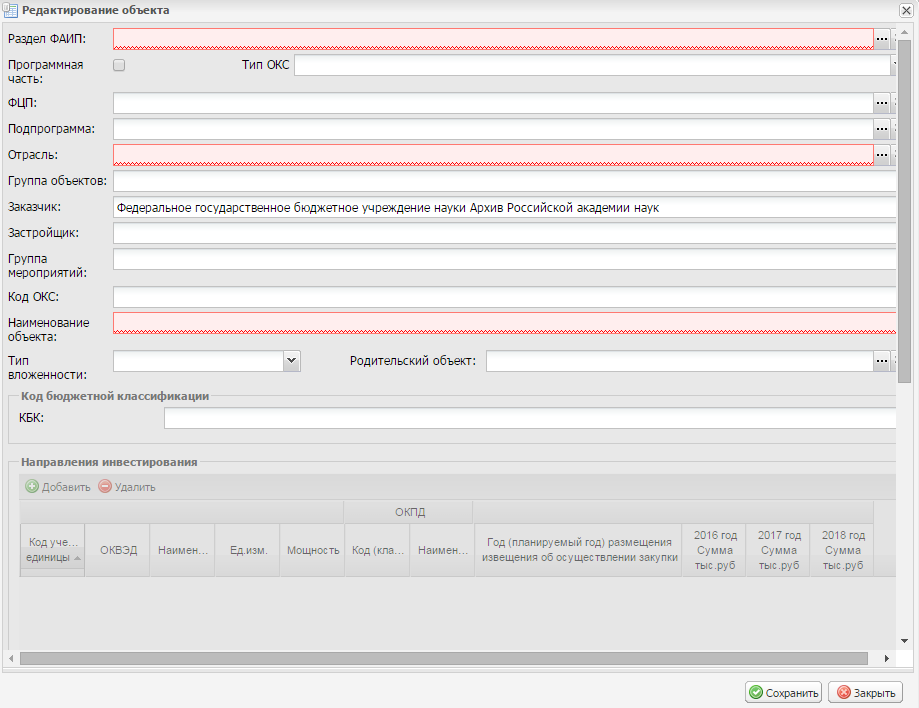 Редактирование объекта
Раздел ФАИП:
Программная
часть:
Тип ОКС
ФЦП:
Подпрограмма:
Отрасль:
Группа объектов:
Заказчик: Федеральное государственное бюджетное учреждение науки Архив Российской академии наук
Застройщик:
Группа
мероприятий:
Код ОКС:
Наименование
объекта:
Тип
вложенности:
Родительский объект:
Код бюджетной классификации
КБК:
Направления инвестирования
Добавить Удалить
ОКПД
Код уче...
единицы
ОКВЭД
Наимен...
Ед.изм.
Мощность
Код (кла...
Наимен...
Год (планируемый год) размещения
извещения об осуществлении закупки
2016 год
Сумма
тыс.руб
2017 год
Сумма
тыс.руб
2018 год
Сумма
тыс.руб
Сохранить Закрыть